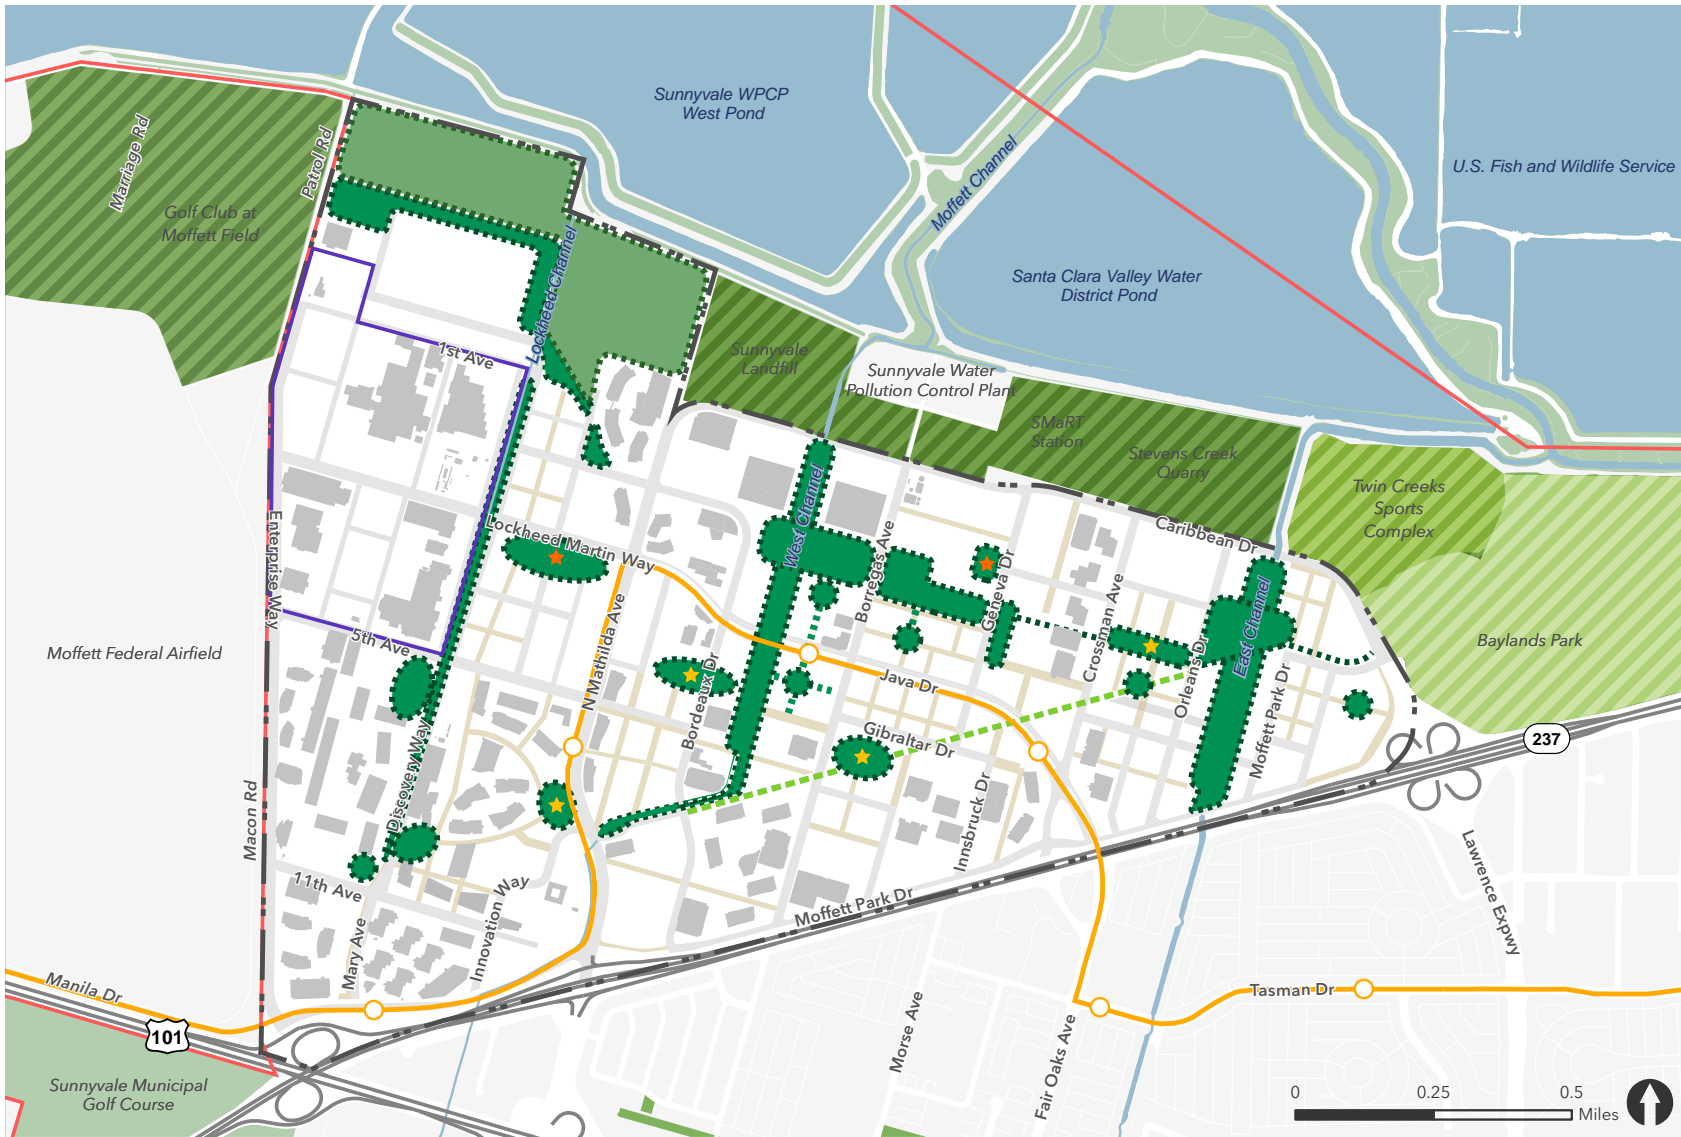 Sunnyvale WPCP
West Pond
Marriage Rd
Patrol Rd
Moffett Channel
U.S. Fish and Wildlife Service
Golf Club at
Moffett Field
Lockheed Channel
Santa Clara Valley Water
District Pond
1st Ave
Sunnyvale
Landfill
Sunnyvale Water
Pollution Control Plant
SMaRT
Station
Stevens Creek
Quarry
Twin Creeks
Sports
Complex
West Channel
Lockheed Martin Way
Caribbean Dr
Enterprise Way
Borregas Ave
Geneva Dr
Crossman Ave
East Channel
5th Ave
Moffett Federal Airfield
N Mathilda Ave
Baylands Park
Bordeaux Dr
Java Dr
Orleans Dr
Moffett Park Dr
Gibraltar Dr
237
Discovery Way
Macon Rd
Innsbruck Dr
Lawrence Expwy
11th Ave
Innovation Way
Moffett Park Dr
Mary Ave
Manila Dr
Tasman Dr
101
Morse Ave
Fair Oaks Ave
Sunnyvale Municipal
Golf Course
0 0.25 0.5
Miles